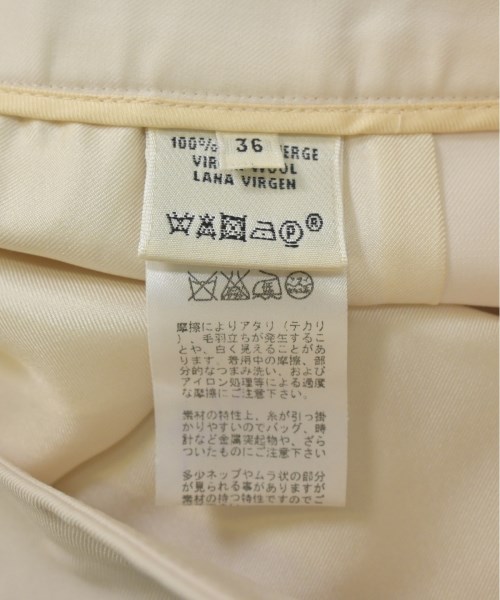 36
100% VERGE
VIR WOOL
LANA VIRGEN
P ®
摩擦によりアタリ(テカリ
)、毛羽立ちが発生するこ
とや、白く見えることがあ
ります。着用中の摩擦、部
分的なつまみ洗い、および
アイロン処理等による過度
な摩擦にご注意下さい。
素材の特性上、糸が引っ掛
かりやすいのでバッグ、時
計など金属突起物や、ざら
ついたものにご注意下さい
多少ネップやムラ状の部分
が見られる事がありますが
素材の持つ特性ですのでご